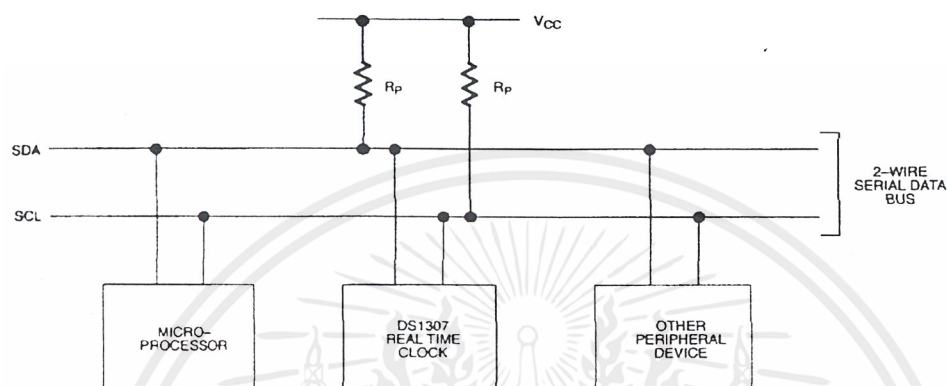 VCC
RP
RP
SDA
2-WIRE
SERIAL DATA
BUS
SCL
MICRO-
PROCESSOR
DS1307
REAL TIME
CLOCK
OTHER
PERIPHERAL
DEVICE